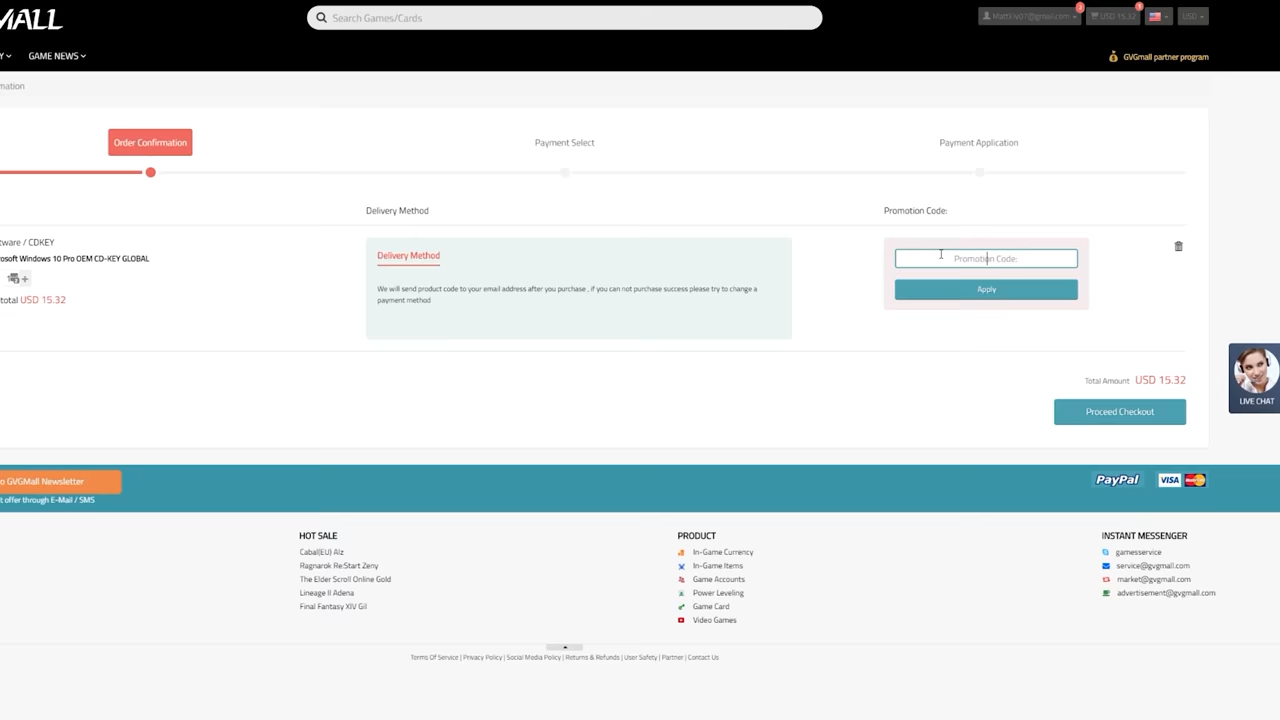 MALL
Search Games/Cards
USD 15.32
USD
GAME NEWS
GVGmall partner program
mation
Order Confirmation
Payment Select
Payment Application
Delivery Method
Promotion Code:
tware / CDKEY
osoft Windows 10 Pro OEM CD-KEY GLOBAL
total USD 15.32
Delivery Method
We will send product code to your email address after you purchase , if you can not purchase success please try to change a
payment method
Promotion Code:
Apply
Total Amount USD 15.32
Proceed Checkout
LIVE CHAT
o GVGMall Newsletter
t offer through E-Mail / SMS
PayPal VISA
HOT SALE
Cabal(EU) Alz
Ragnarok Re:Start Zeny
The Elder Scroll Online Gold
Lineage II Adena
Final Fantasy XIV Gil
PRODUCT
In-Game Currency
In-Game Items
Game Accounts
Power Leveling
Game Card
Video Games
INSTANT MESSENGER
gamesservice
service@gvgmall.com
market@gvgmall.com
advertisement@gvgmall.com
Terms Of Service | Privacy Policy | Social Media Policy | Returns & Refunds | User Safety | Partner | Contact Us